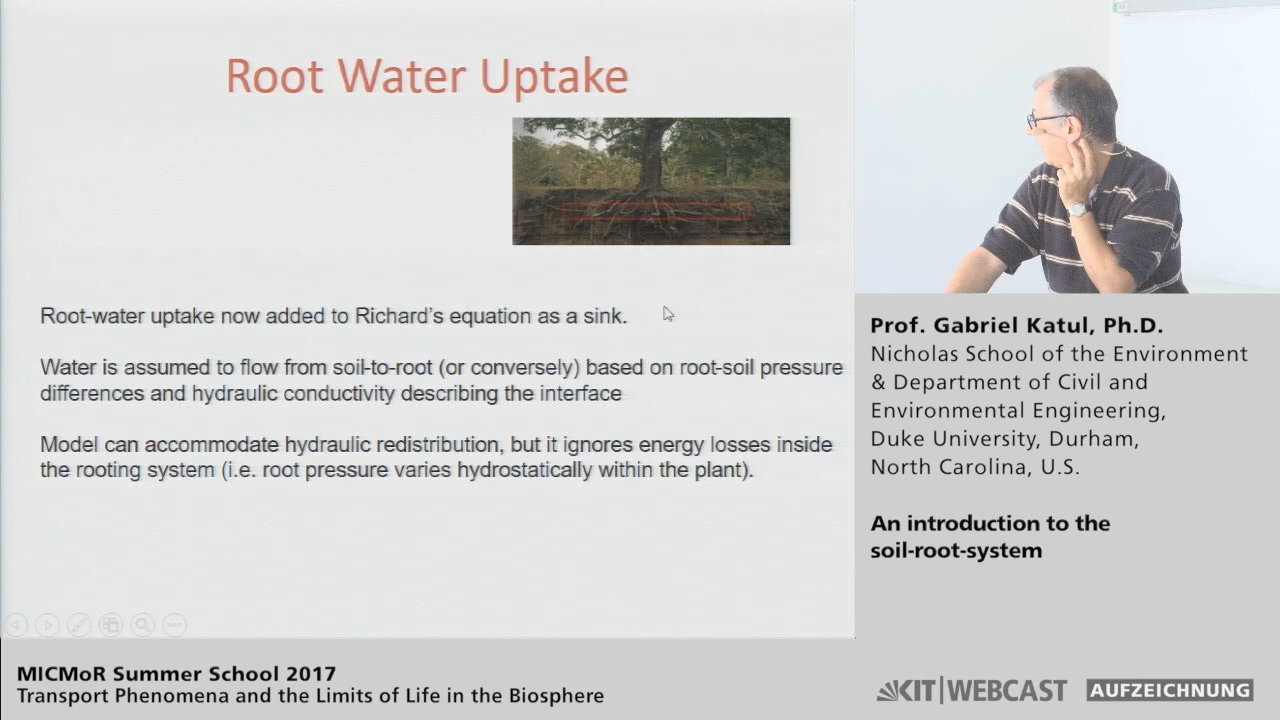 Root Water Uptake
Root-water uptake now added to Richard's equation as a sink.
Water is assumed to flow from soil-to-root (or conversely) based on root-soil pressure
differences and hydraulic conductivity describing the interface
Model can accommodate hydraulic redistribution, but it ignores energy losses inside
the rooting system (i.e. root pressure varies hydrostatically within the plant).
Prof. Gabriel Katul, Ph.D.
Nicholas School of the Environment
& Department of Civil and
Environmental Engineering,
Duke University, Durham,
North Carolina, U.S.
An introduction to the
soil-root-system
MICMoR Summer School 2017
Transport Phenomena and the Limits of Life in the Biosphere
KIT|WEBCAST AUFZEICHNUNG